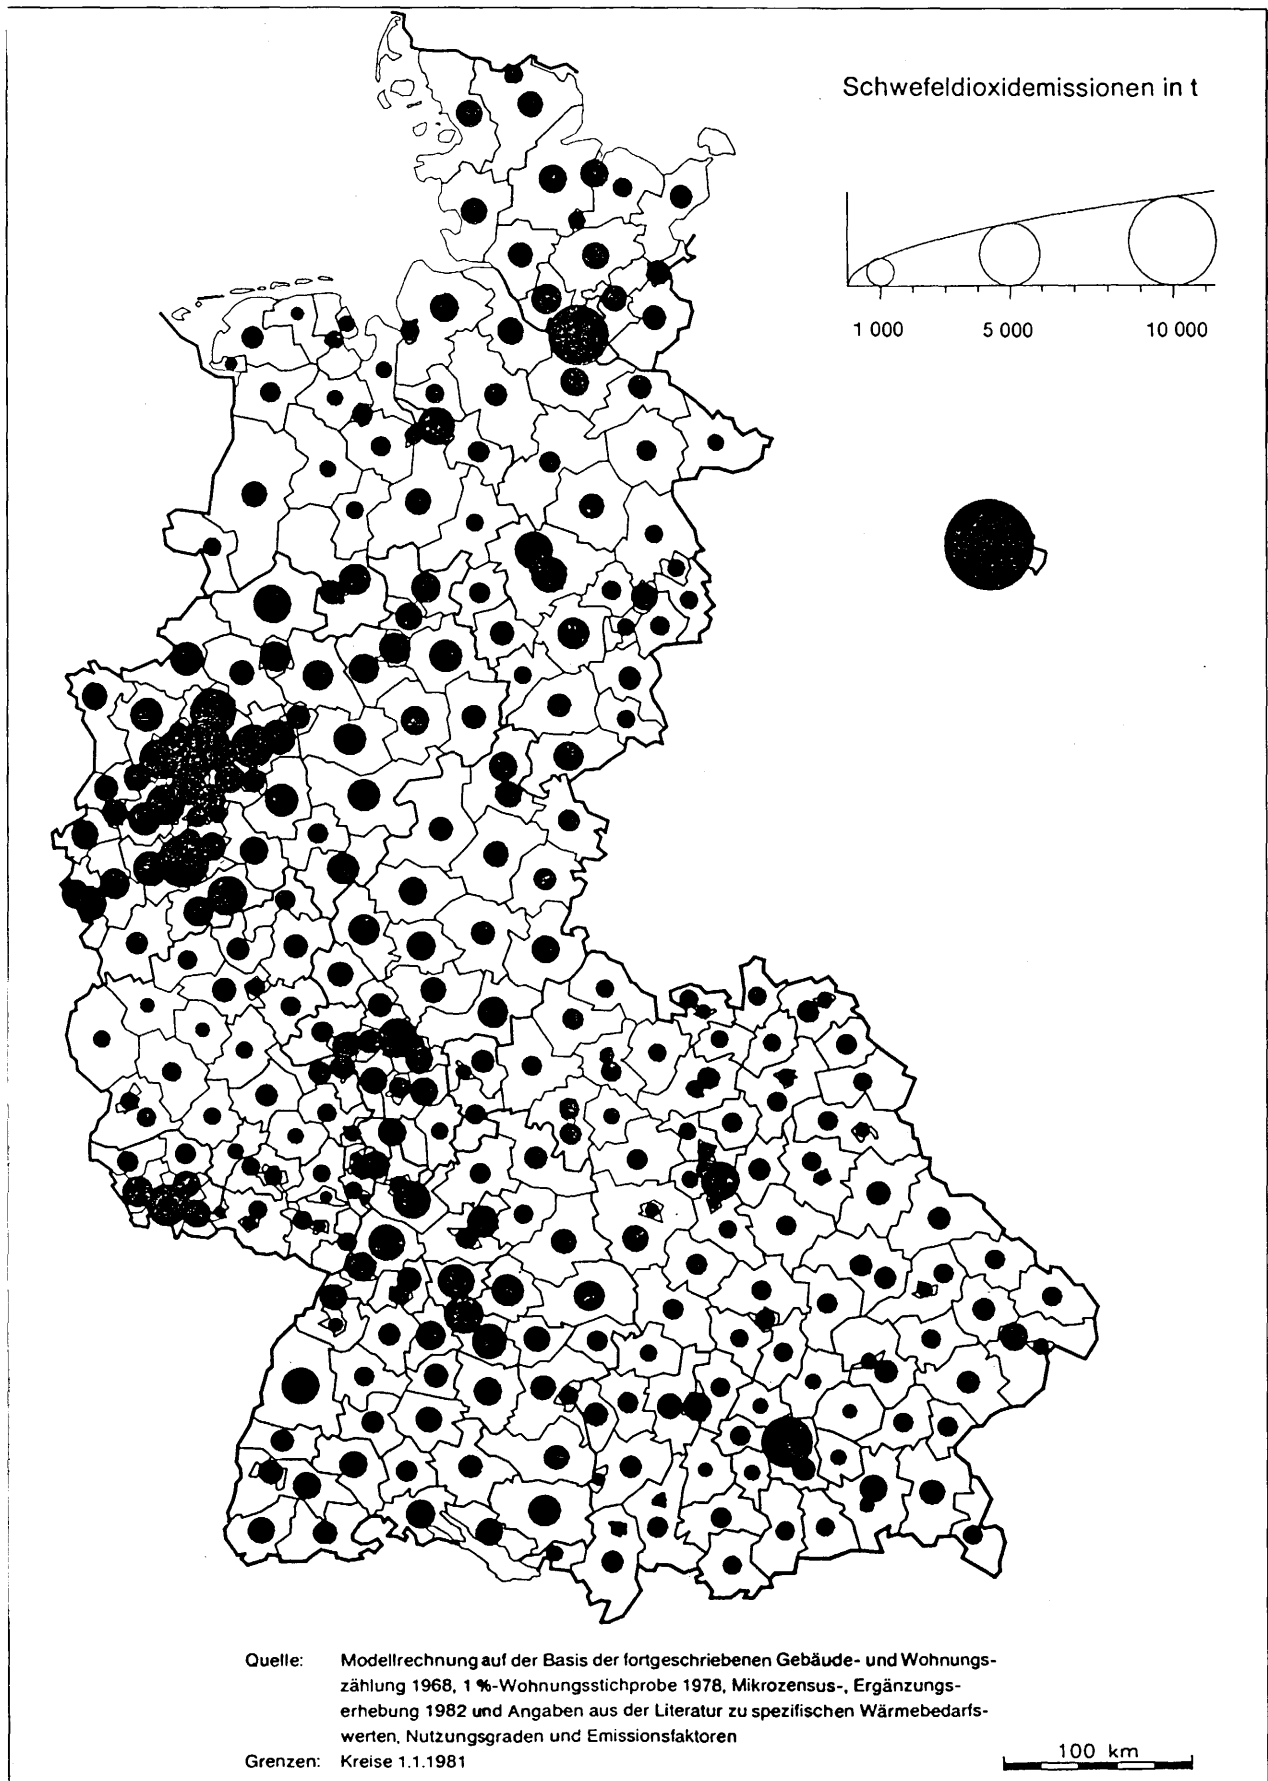 Schwefeldioxidemissionen in t
1 000 5 000 10 000
Quelle: Modellrechnung auf der Basis der fortgeschriebenen Gebäude- und Wohnungs-
zählung 1968, 1 %-Wohnungsstichprobe 1978, Mikrozensus-, Ergänzungs-
erhebung 1982 und Angaben aus der Literatur zu spezifischen Wärmebedarfs-
werten, Nutzungsgraden und Emissionsfaktoren
Grenzen: Kreise 1.1.1981
100 km